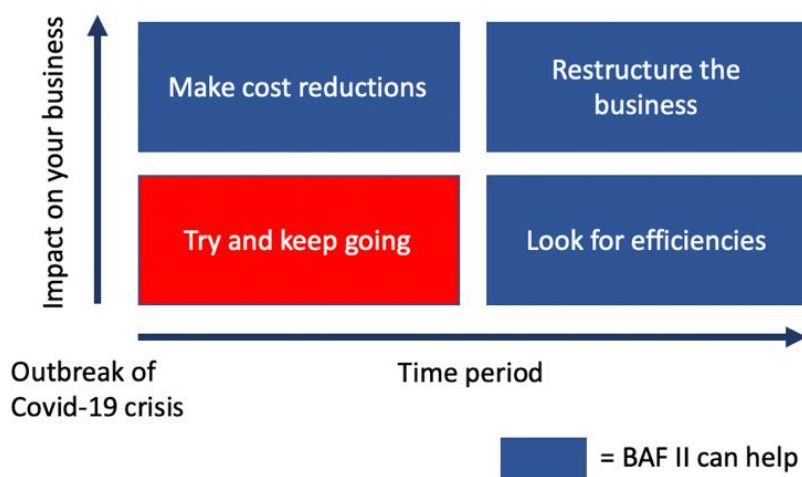 Impact on your business
Make cost reductions
Restructure the
business
Try and keep going
Look for efficiencies
Outbreak of
Covid-19 crisis
Time period
= BAF II can help